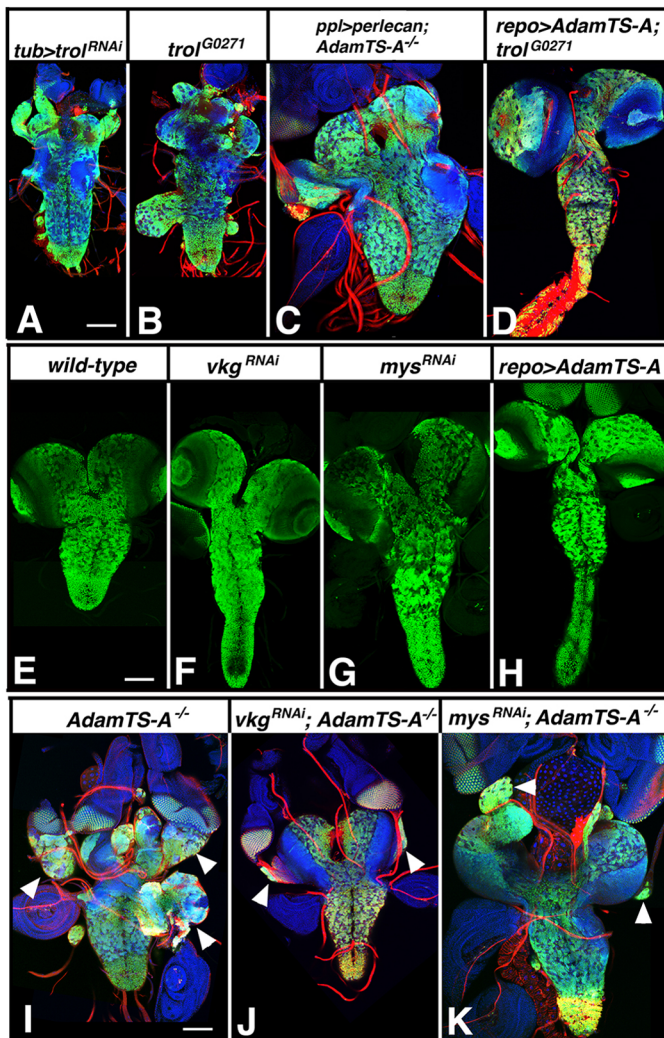 tub>trol^RNAi trol^G0271 ppl>perlecan; repo>AdamTS-A;
AdamTS-A^-/- trol^G0271
A B C D
wild-type vkg^RNAi mys^RNAi repo>AdamTS-A
E F G H
AdamTS-A^-/- vkg^RNAi; AdamTS-A^-/- mys^RNAi; AdamTS-A^-/-
I J K